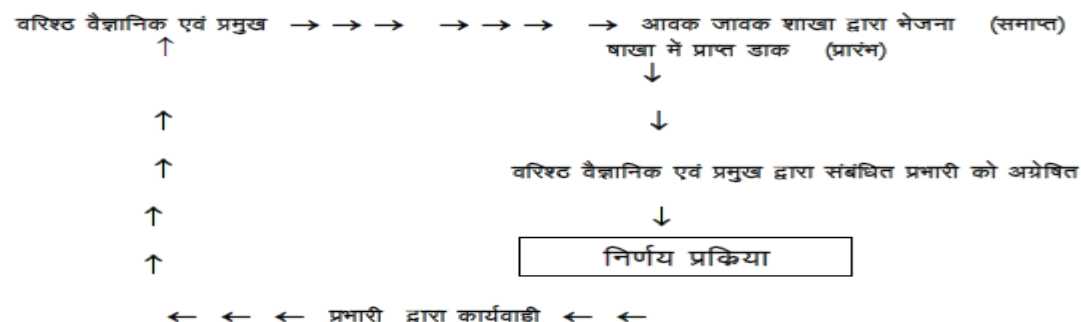 वरिश्ठ वैज्ञानिक एवं प्रमुख → → → → → → → आवक जावक शाखा द्वारा भेजना (समाप्त)
↑ षाखा में प्राप्त डाक (प्रारंभ)
↓
↑ ↓
↑ वरिश्ठ वैज्ञानिक एवं प्रमुख द्वारा संबंधित प्रभारी को अग्रेषित
↑ ↓
↑ निर्णय प्रकिया
← ← ← प्रभारी द्वारा कार्यवाही ← ←